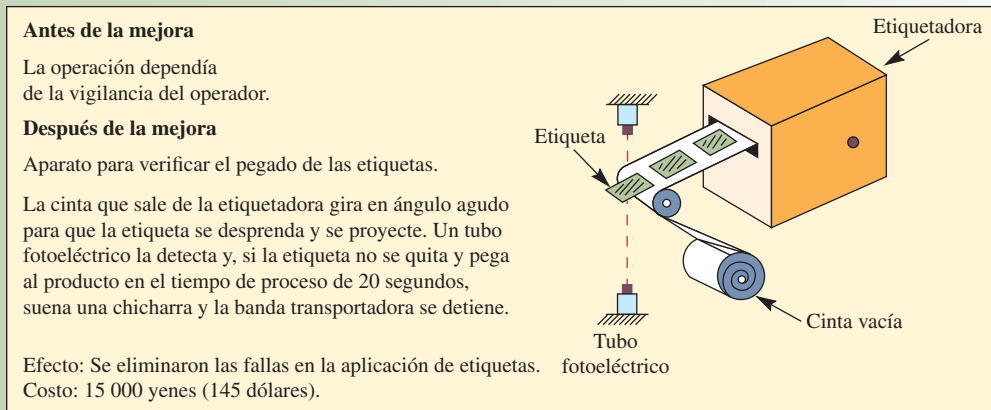 Antes de la mejora
La operación dependía
de la vigilancia del operador.
Después de la mejora
Aparato para verificar el pegado de las etiquetas.
La cinta que sale de la etiquetadora gira en ángulo agudo
para que la etiqueta se desprenda y se proyecte. Un tubo
fotoeléctrico la detecta y, si la etiqueta no se quita y pega
al producto en el tiempo de proceso de 20 segundos,
suena una chicharra y la banda transportadora se detiene.
Efecto: Se eliminaron las fallas en la aplicación de etiquetas.
Costo: 15 000 yenes (145 dólares).
Etiquetadora
Etiqueta
Cinta vacía
Tubo
fotoeléctrico